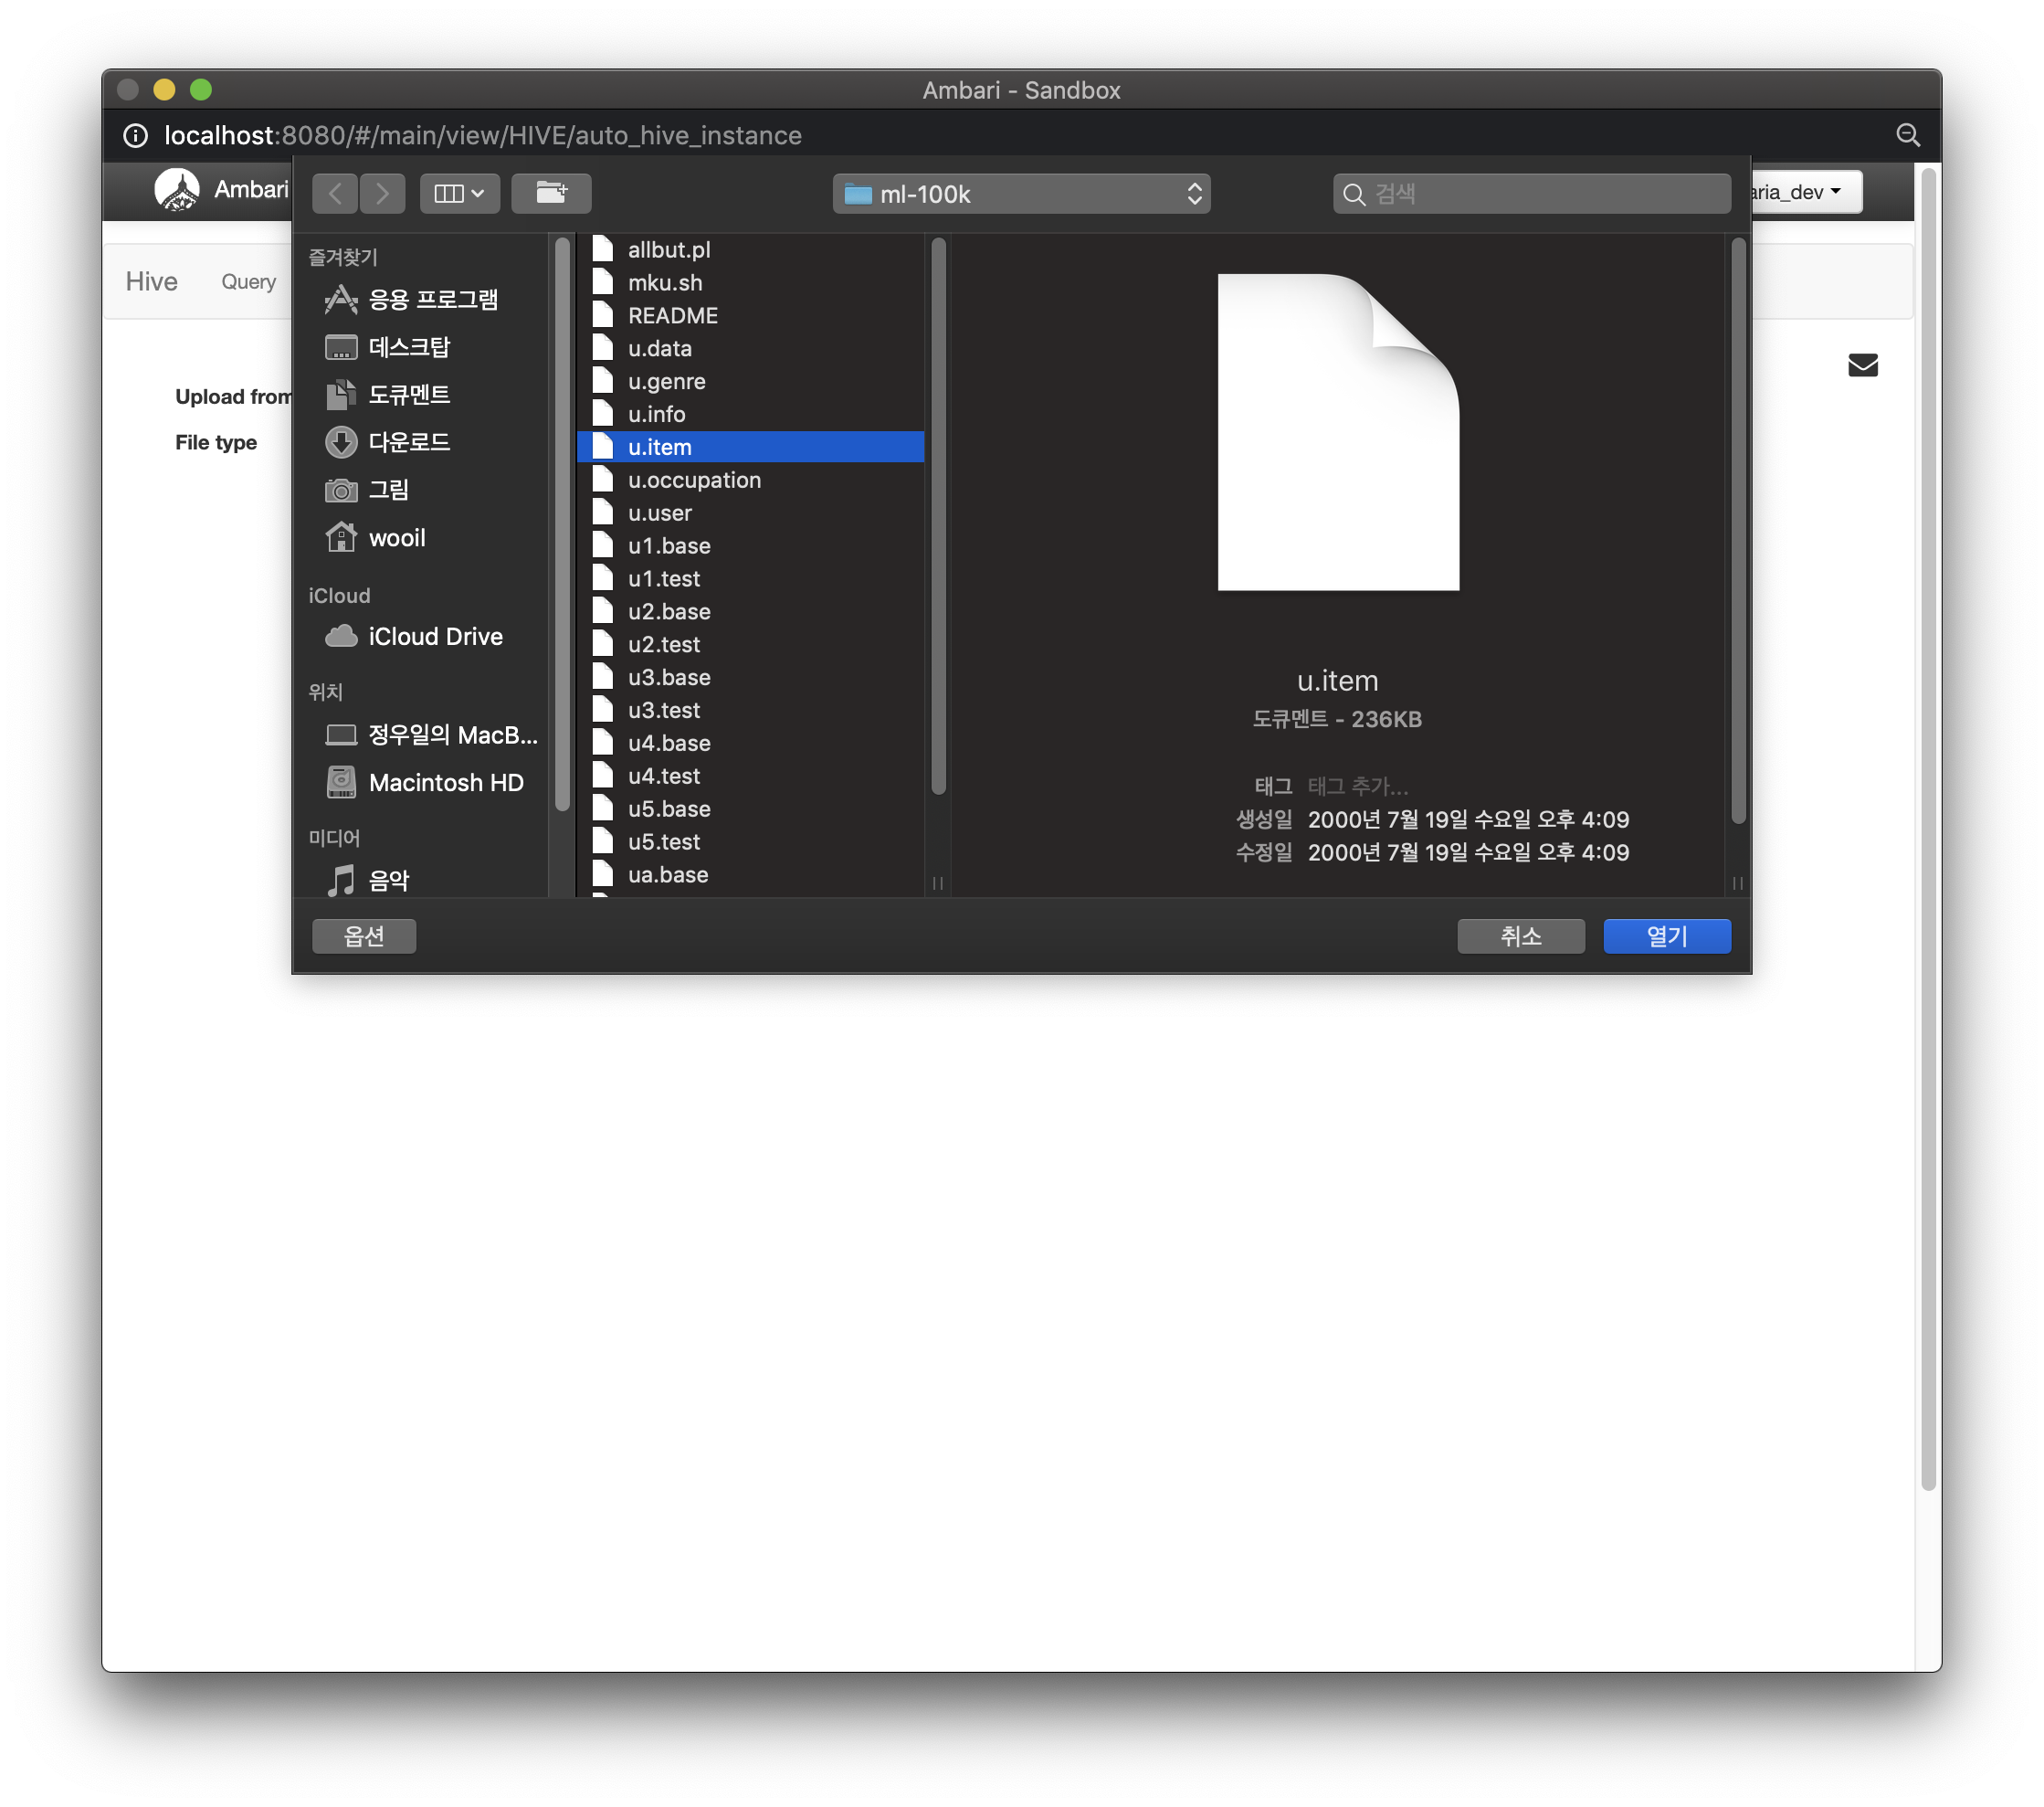 Ambari - Sandbox
localhost:8080/#/main/view/HIVE/auto_hive_instance
Ambari
ml-100k
검색
aria_dev
Hive
Query
Upload from
File type
즐겨찾기
응용 프로그램
데스크탑
도큐멘트
다운로드
그림
wooil
iCloud
iCloud Drive
위치
정우일의 MacB...
Macintosh HD
미디어
음악
allbut.pl
mku.sh
README
u.data
u.genre
u.info
u.item
u.occupation
u.user
u1.base
u1.test
u2.base
u2.test
u3.base
u3.test
u4.base
u4.test
u5.base
u5.test
ua.base
u.item
도큐멘트 - 236KB
태그 태그 추가...
생성일 2000년 7월 19일 수요일 오후 4:09
수정일 2000년 7월 19일 수요일 오후 4:09
옵션
취소
열기